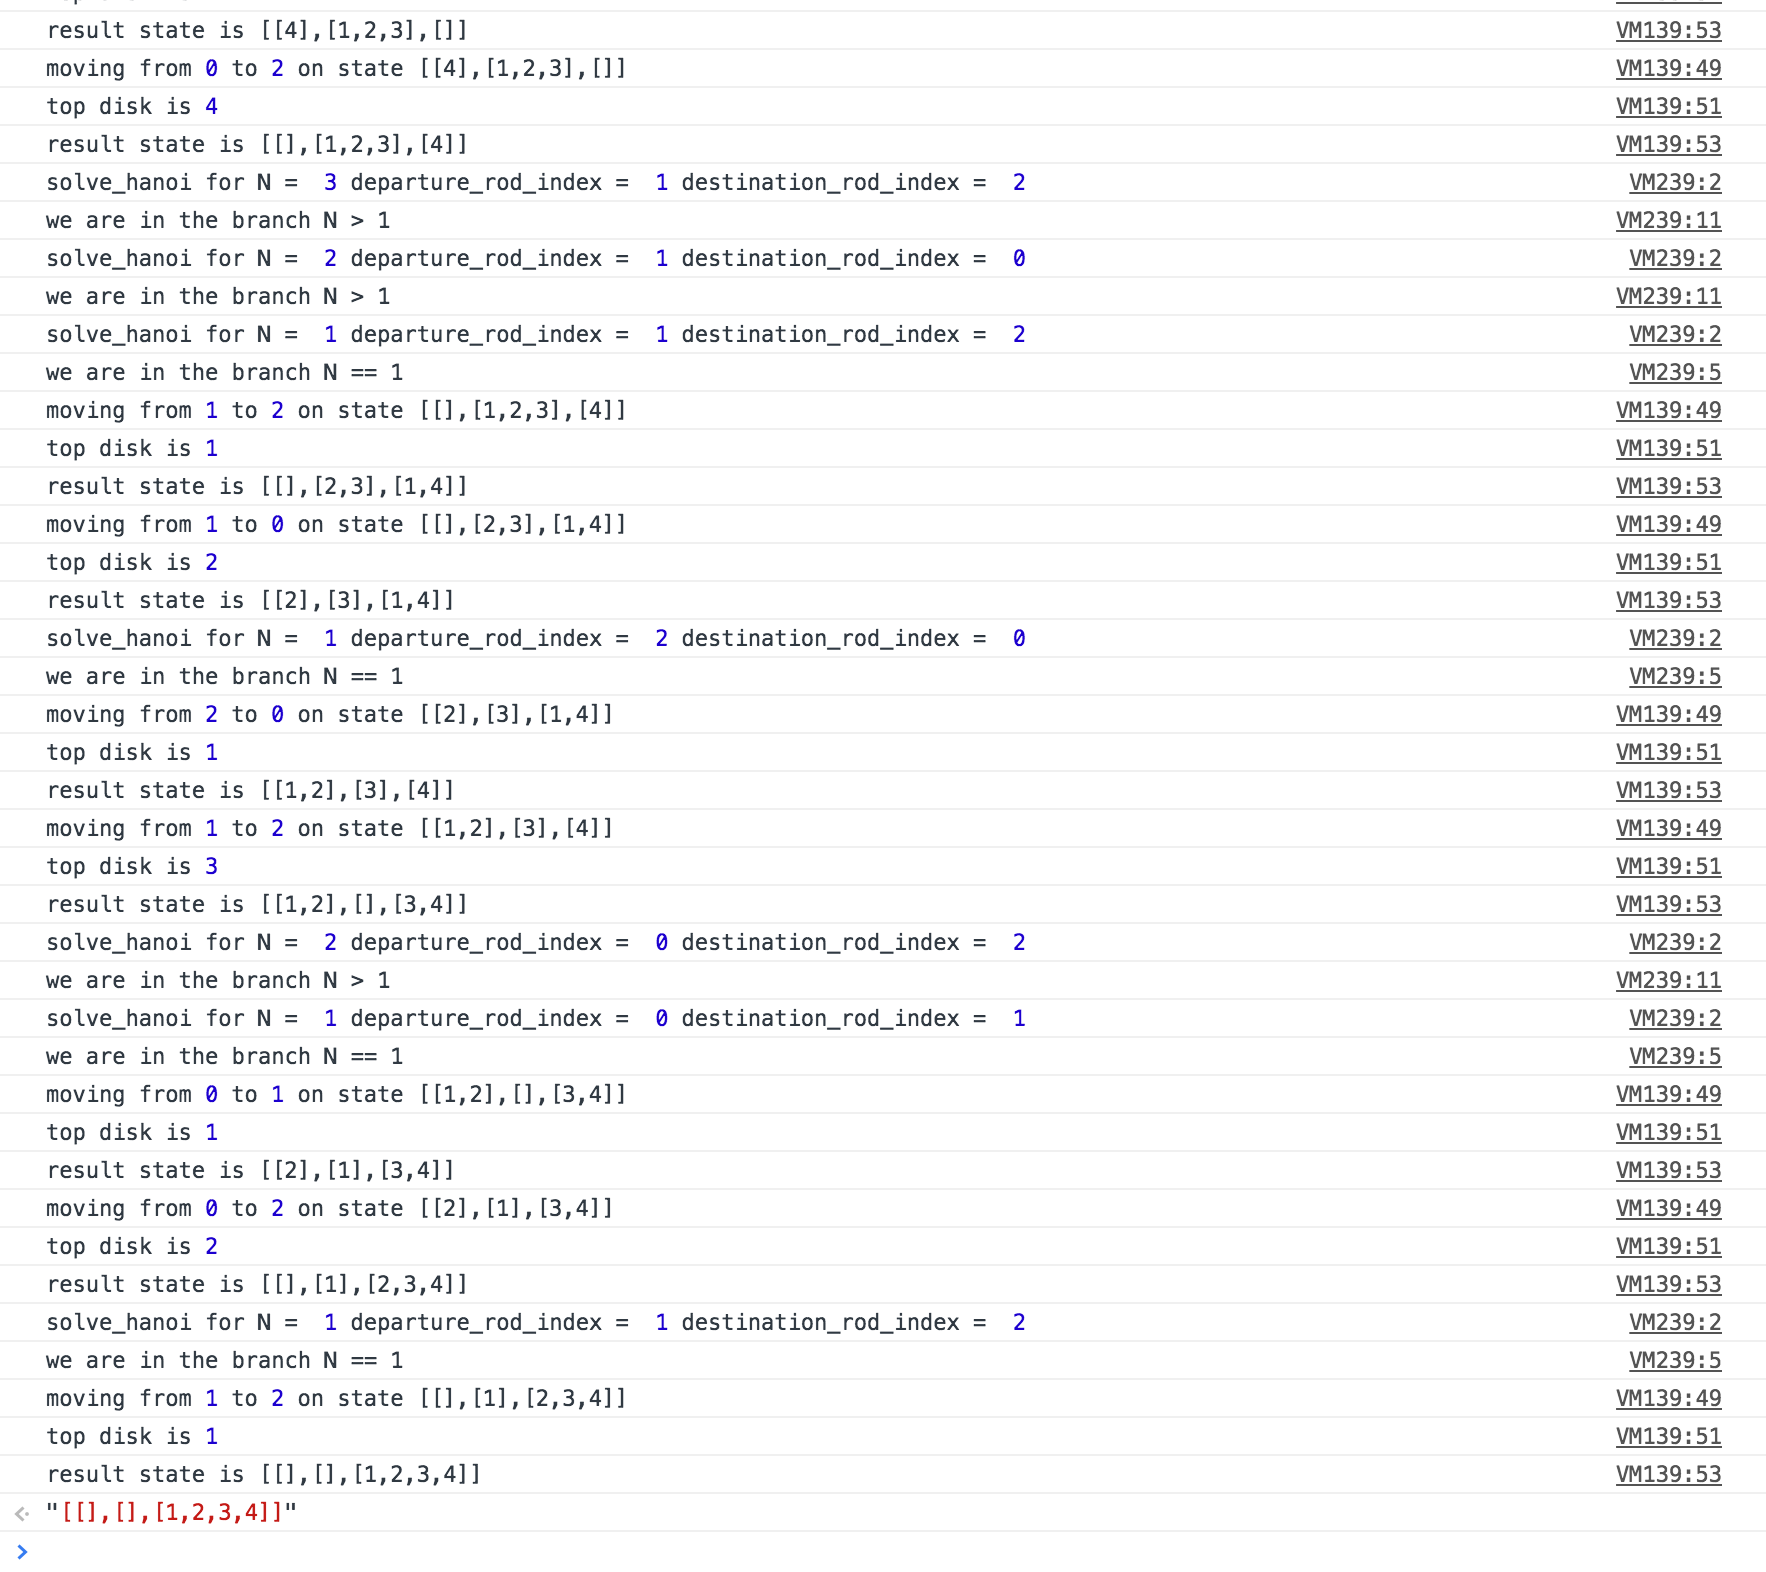 result state is [[4],[1,2,3],[]] VM139:53
moving from 0 to 2 on state [[4],[1,2,3],[]] VM139:49
top disk is 4 VM139:51
result state is [[],[1,2,3],[4]] VM139:53
solve_hanoi for N =  3 departure_rod_index =  1 destination_rod_index =  2 VM239:2
we are in the branch N > 1 VM239:11
solve_hanoi for N =  2 departure_rod_index =  1 destination_rod_index =  0 VM239:2
we are in the branch N > 1 VM239:11
solve_hanoi for N =  1 departure_rod_index =  1 destination_rod_index =  2 VM239:2
we are in the branch N == 1 VM239:5
moving from 1 to 2 on state [[],[1,2,3],[4]] VM139:49
top disk is 1 VM139:51
result state is [[],[2,3],[1,4]] VM139:53
moving from 1 to 0 on state [[],[2,3],[1,4]] VM139:49
top disk is 2 VM139:51
result state is [[2],[3],[1,4]] VM139:53
solve_hanoi for N =  1 departure_rod_index =  2 destination_rod_index =  0 VM239:2
we are in the branch N == 1 VM239:5
moving from 2 to 0 on state [[2],[3],[1,4]] VM139:49
top disk is 1 VM139:51
result state is [[1,2],[3],[4]] VM139:53
moving from 1 to 2 on state [[1,2],[3],[4]] VM139:49
top disk is 3 VM139:51
result state is [[1,2],[],[3,4]] VM139:53
solve_hanoi for N =  2 departure_rod_index =  0 destination_rod_index =  2 VM239:2
we are in the branch N > 1 VM239:11
solve_hanoi for N =  1 departure_rod_index =  0 destination_rod_index =  1 VM239:2
we are in the branch N == 1 VM239:5
moving from 0 to 1 on state [[1,2],[],[3,4]] VM139:49
top disk is 1 VM139:51
result state is [[2],[1],[3,4]] VM139:53
moving from 0 to 2 on state [[2],[1],[3,4]] VM139:49
top disk is 2 VM139:51
result state is [[],[1],[2,3,4]] VM139:53
solve_hanoi for N =  1 departure_rod_index =  1 destination_rod_index =  2 VM239:2
we are in the branch N == 1 VM239:5
moving from 1 to 2 on state [[],[1],[2,3,4]] VM139:49
top disk is 1 VM139:51
result state is [[],[],[1,2,3,4]] VM139:53
"[[],[],[1,2,3,4]]"